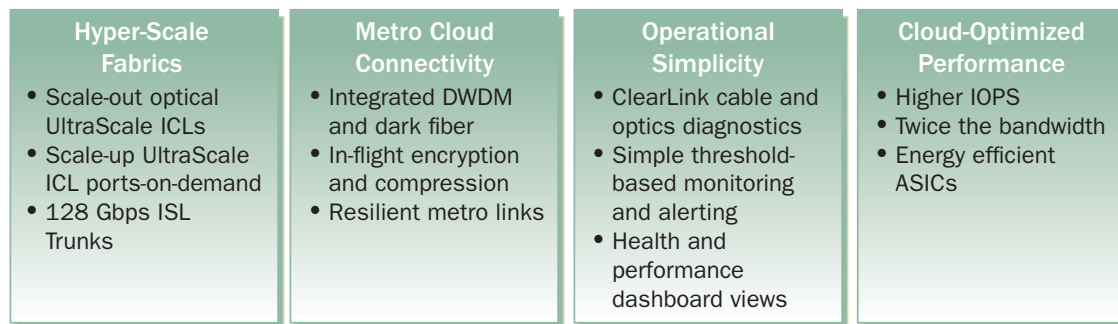 Hyper-Scale
Fabrics
• Scale-out optical
UltraScale ICLs
• Scale-up UltraScale
ICL ports-on-demand
• 128 Gbps ISL
Trunks
Metro Cloud
Connectivity
• Integrated DWDM
and dark fiber
• In-flight encryption
and compression
• Resilient metro links
Operational
Simplicity
• ClearLink cable and
optics diagnostics
• Simple threshold-
based monitoring
and alerting
• Health and
performance
dashboard views
Cloud-Optimized
Performance
• Higher IOPS
• Twice the bandwidth
• Energy efficient
ASICs